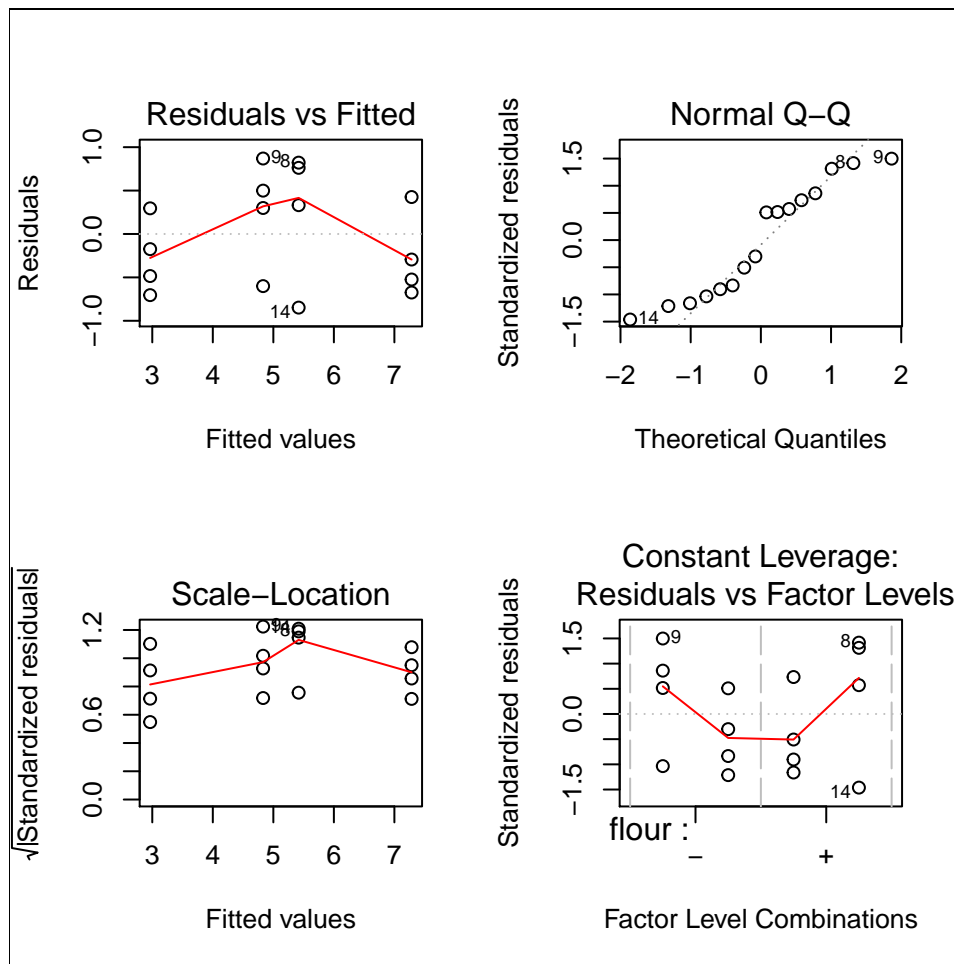 Residuals vs Fitted
Residuals
1.0
0.0
−1.0
9
8
14
3 4 5 6 7
Fitted values
Normal Q−Q
Standardized residuals
1.5
0.0
−1.5
8
9
14
−2 −1 0 1 2
Theoretical Quantiles
Scale−Location
√|Standardized residuals|
1.2
0.6
0.0
8
3 4 5 6 7
Fitted values
Constant Leverage:
Residuals vs Factor Levels
Standardized residuals
1.5
0.0
−1.5
9
8
14
flour :
− +
Factor Level Combinations